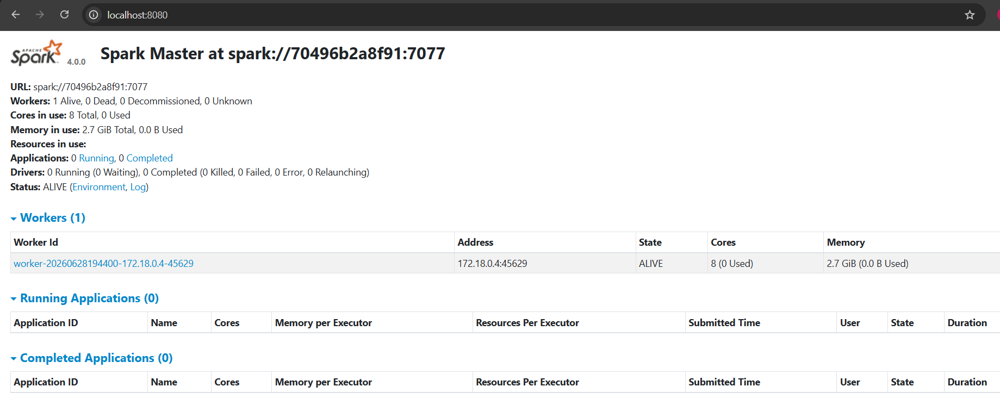 localhost:8080
APACHE Spark 4.0.0 Spark Master at spark://70496b2a8f91:7077
URL: spark://70496b2a8f91:7077
Workers: 1 Alive, 0 Dead, 0 Decommissioned, 0 Unknown
Cores in use: 8 Total, 0 Used
Memory in use: 2.7 GiB Total, 0.0 B Used
Resources in use:
Applications: 0 Running, 0 Completed
Drivers: 0 Running (0 Waiting), 0 Completed (0 Killed, 0 Failed, 0 Error, 0 Relaunching)
Status: ALIVE (Environment, Log)
Workers (1)
Worker Id Address State Cores Memory
worker-20260628194400-172.18.0.4-45629 172.18.0.4:45629 ALIVE 8 (0 Used) 2.7 GiB (0.0 B Used)
Running Applications (0)
Application ID Name Cores Memory per Executor Resources Per Executor Submitted Time User State Duration
Completed Applications (0)
Application ID Name Cores Memory per Executor Resources Per Executor Submitted Time User State Duration